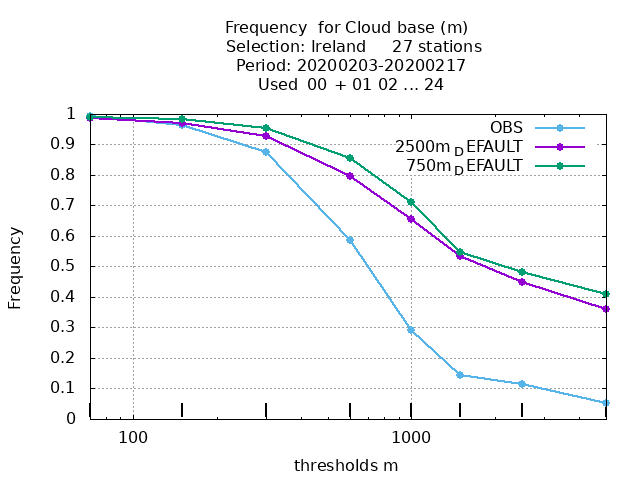 Frequency  for Cloud base (m)
Selection: Ireland     27 stations
Period: 20200203-20200217
Used  00  + 01 02 ... 24
OBS
2500m_DEFAULT
750m_DEFAULT
1
0.9
0.8
0.7
0.6
0.5
0.4
0.3
0.2
0.1
0
Frequency
100
1000
thresholds m